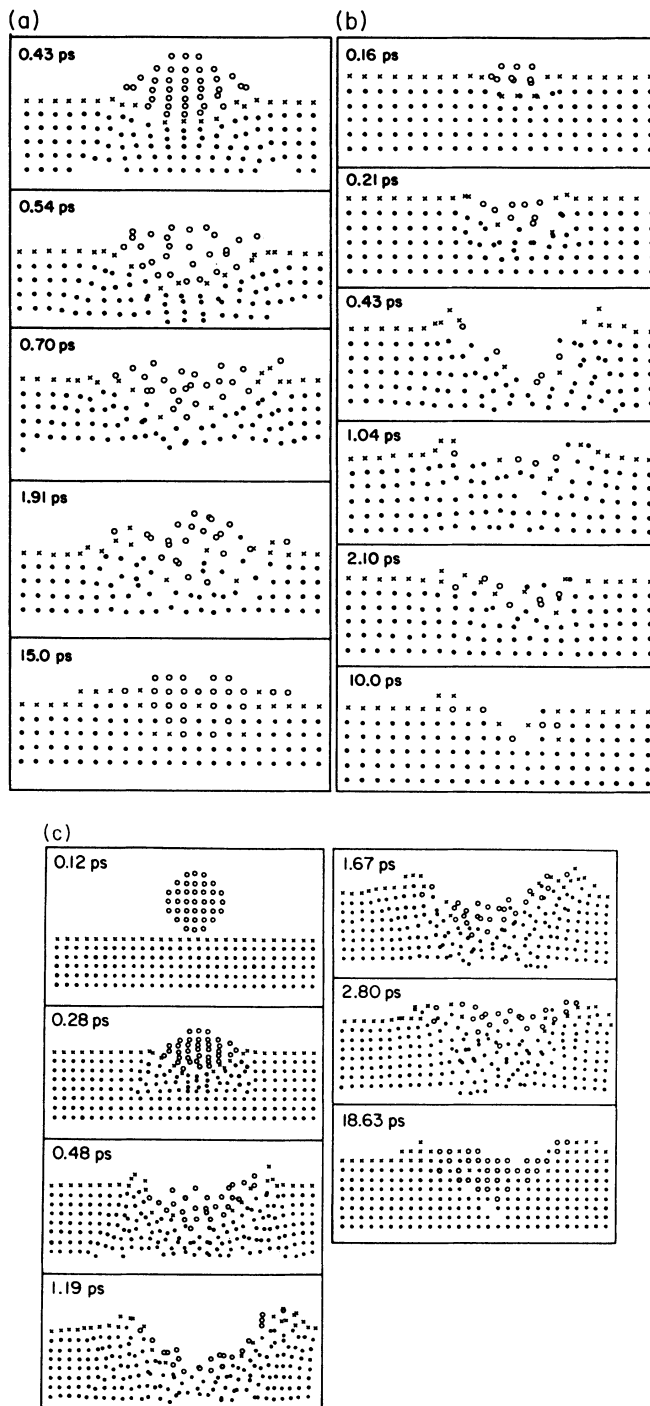 (a)
0.43 ps
0.54 ps
0.70 ps
1.91 ps
15.0 ps
(b)
0.16 ps
0.21 ps
0.43 ps
1.04 ps
2.10 ps
10.0 ps
(c)
0.12 ps
0.28 ps
0.48 ps
1.19 ps
1.67 ps
2.80 ps
18.63 ps